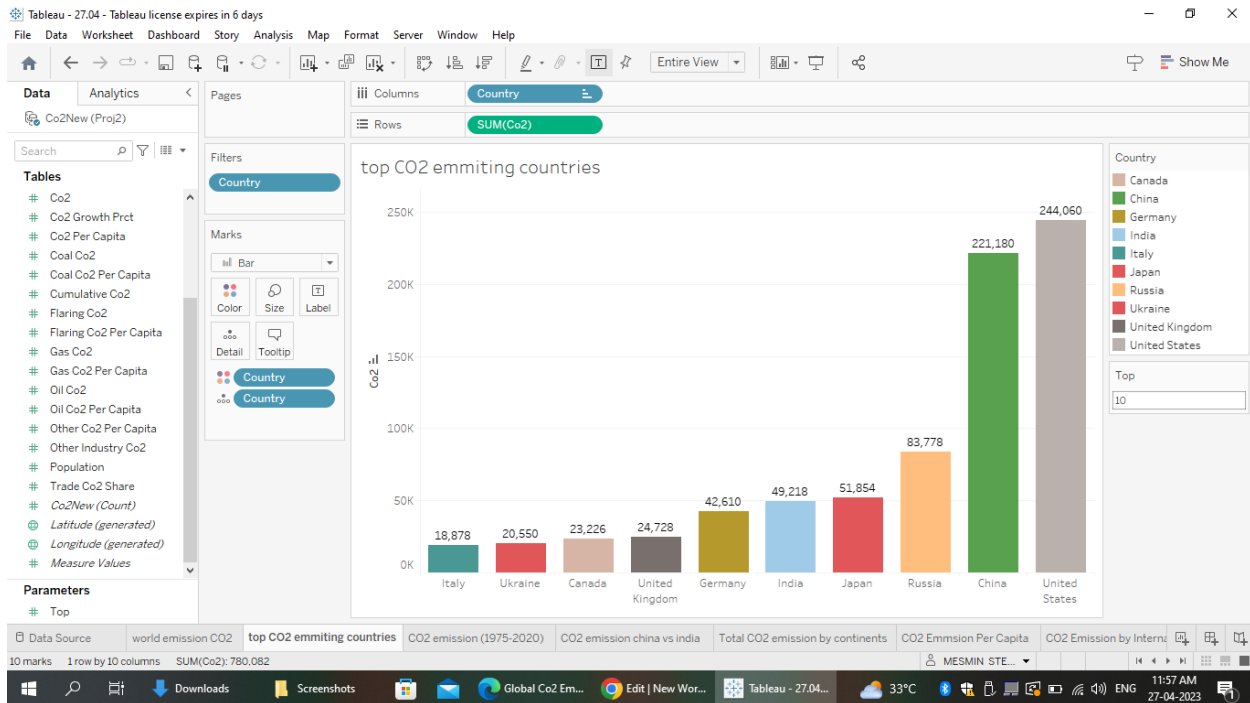 Tableau - 27.04 - Tableau license expires in 6 days
File Data Worksheet Dashboard Story Analysis Map Format Server Window Help
Entire View
Show Me
Data Analytics
Co2New (Proj2)
Search
Tables
Co2
Co2 Growth Prct
Co2 Per Capita
Coal Co2
Coal Co2 Per Capita
Cumulative Co2
Flaring Co2
Flaring Co2 Per Capita
Gas Co2
Gas Co2 Per Capita
Oil Co2
Oil Co2 Per Capita
Other Co2 Per Capita
Other Industry Co2
Population
Trade Co2 Share
Co2New (Count)
Latitude (generated)
Longitude (generated)
Measure Values
Parameters
Top
Pages
Filters
Country
Marks
Bar
Color Size Label
Detail Tooltip
Country
Country
Columns Country
Rows SUM(Co2)
top CO2 emmiting countries
Co2
250K
200K
150K
100K
50K
0K
18,878 20,550 23,226 24,728 42,610 49,218 51,854 83,778 221,180 244,060
Italy Ukraine Canada United Kingdom Germany India Japan Russia China United States
Country
Canada
China
Germany
India
Italy
Japan
Russia
Ukraine
United Kingdom
United States
Top
10
Data Source world emission CO2 top CO2 emmiting countries CO2 emission (1975-2020) CO2 emission china vs india Total CO2 emission by continents CO2 Emmsion Per Capita CO2 Emission by Interna
10 marks 1 row by 10 columns SUM(Co2): 780,082 MESMIN STE...
Downloads Screenshots Global Co2 Em... Edit | New Wor... Tableau - 27.04... 33°C ENG 11:57 AM
27-04-2023
1